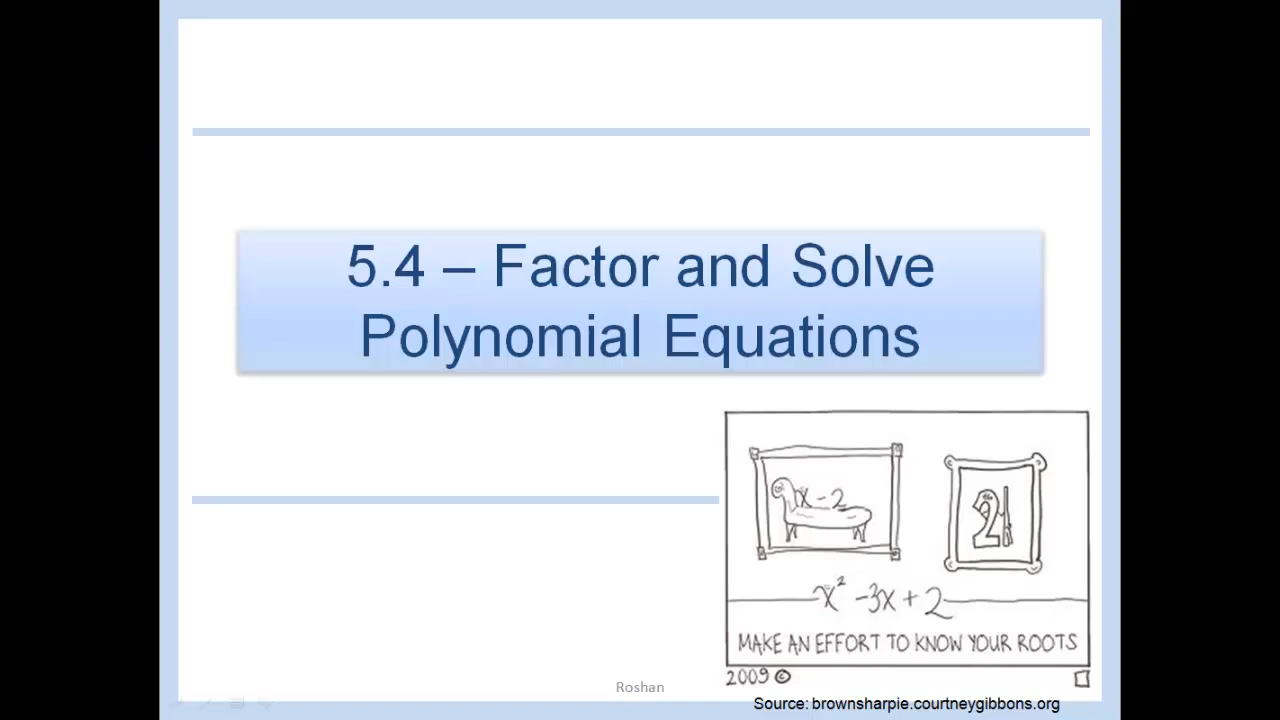 5.4 – Factor and Solve
Polynomial Equations
x - 2
2
x² - 3x + 2
MAKE AN EFFORT TO KNOW YOUR ROOTS
2009 ©
Roshan
Source: brownsharpie.courtneygibbons.org